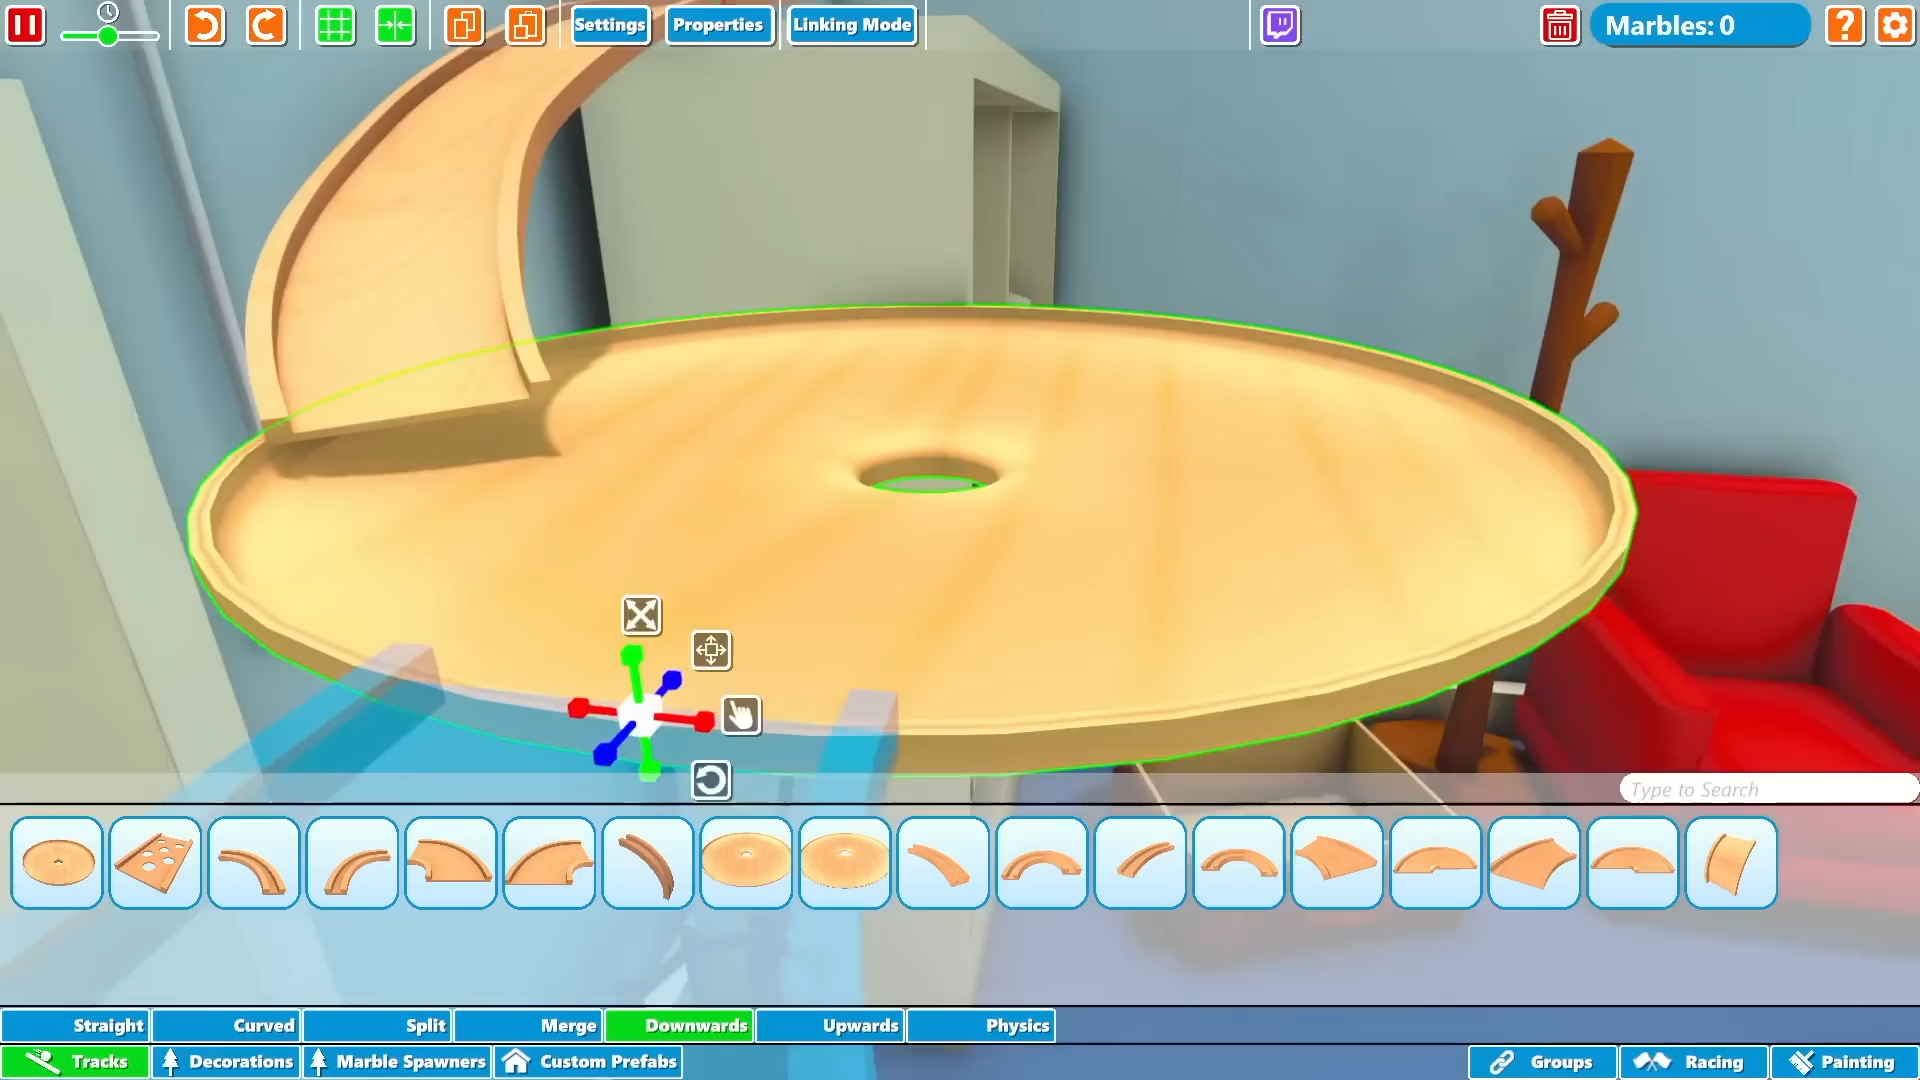 Settings
Properties
Linking Mode
Marbles: 0
?
Type to Search
Straight
Curved
Split
Merge
Downwards
Upwards
Physics
Tracks
Decorations
Marble Spawners
Custom Prefabs
Groups
Racing
Painting